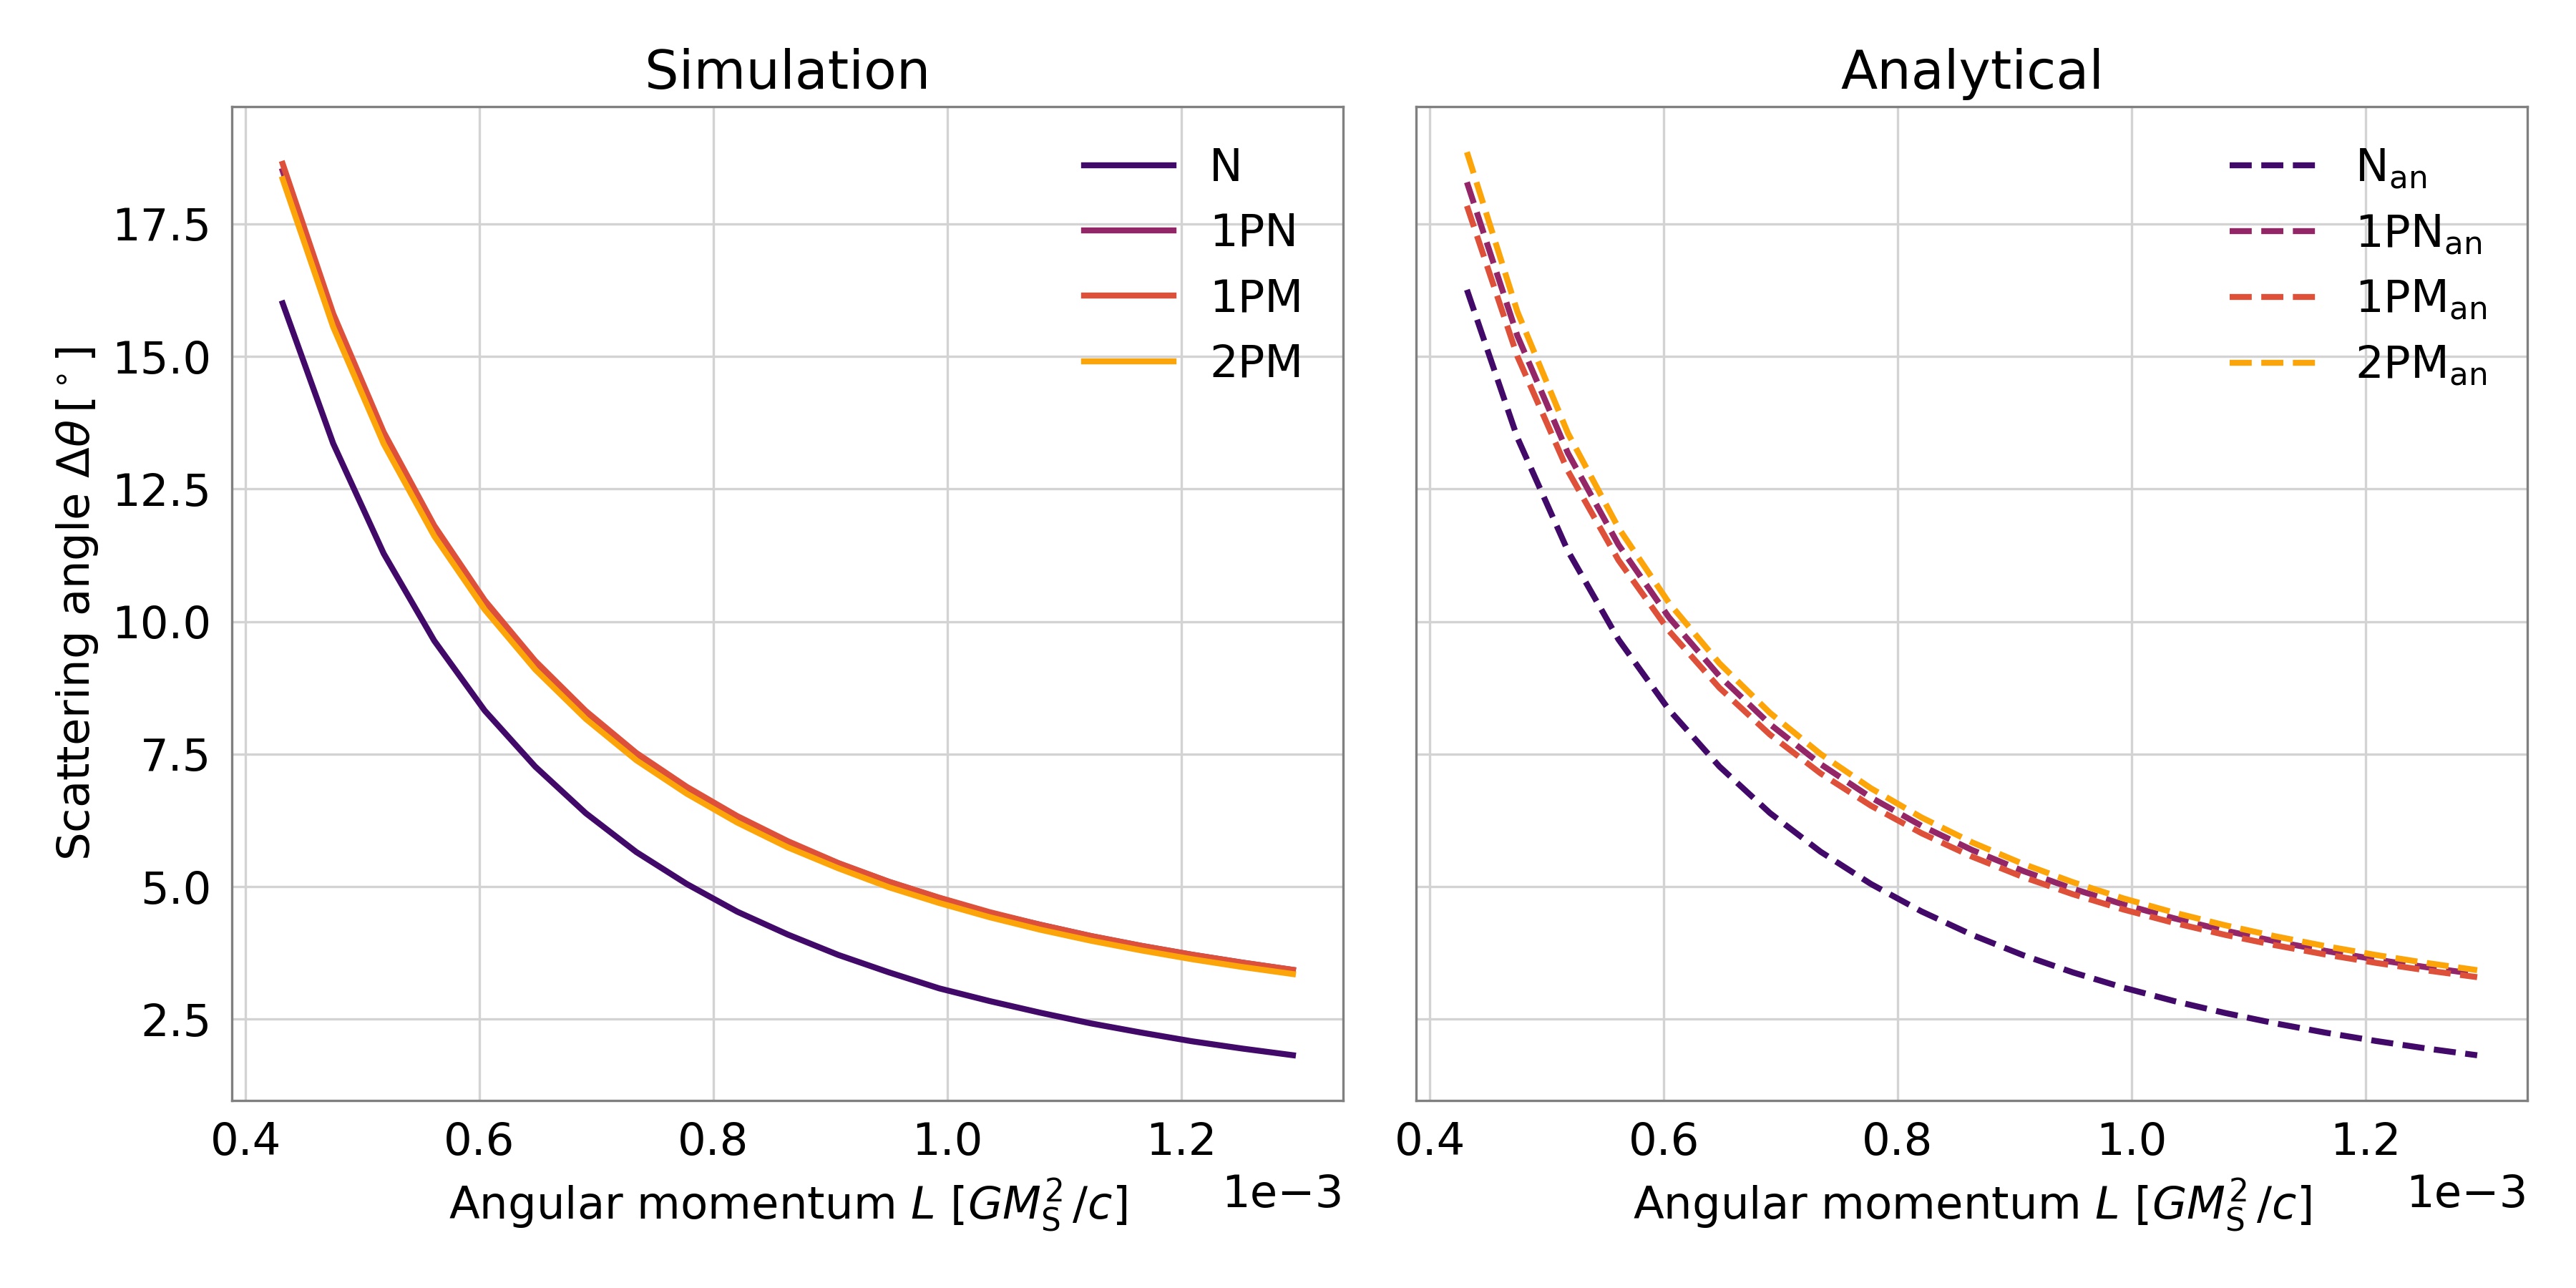 Simulation
Analytical
Scattering angle Δθ[°]
17.5
15.0
12.5
10.0
7.5
5.0
2.5
N
1PN
1PM
2PM
N_an
1PN_an
1PM_an
2PM_an
0.4 0.6 0.8 1.0 1.2
1e−3
Angular momentum L [GM_S^2/c]
0.4 0.6 0.8 1.0 1.2
1e−3
Angular momentum L [GM_S^2/c]